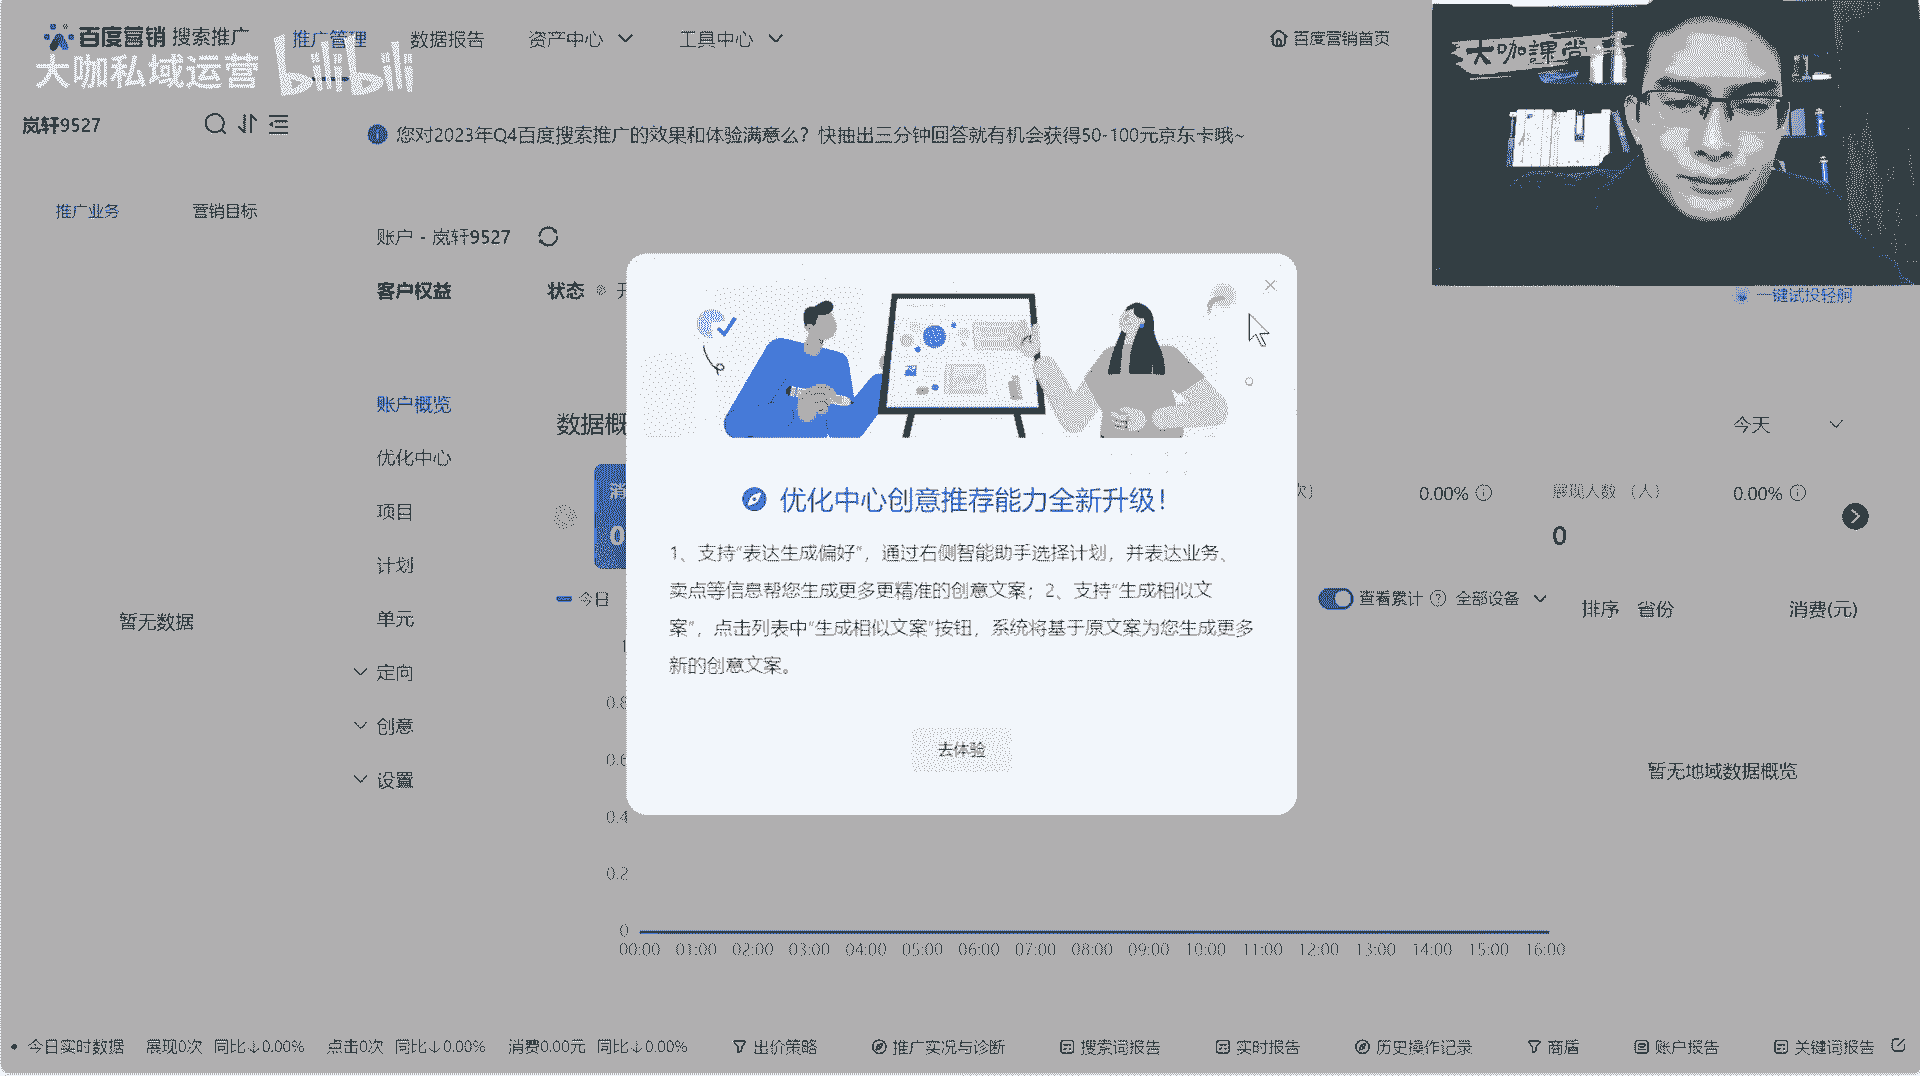 百度营销 搜索推广
推广管理
数据报告
资产中心
工具中心
百度营销首页
大咖私域运营 bilibili
大咖課堂
岚轩9527
您对2023年Q4百度搜索推广的效果和体验满意么？快抽出三分钟回答就有机会获得50-100元京东卡哦~
推广业务
营销目标
账户 - 岚轩9527
客户权益
状态
一键试投轻舸
账户概览
优化中心
项目
计划
单元
定向
创意
设置
暂无数据
数据概
今天
优化中心创意推荐能力全新升级！
1、支持“表达生成偏好”，通过右侧智能助手选择计划，并表达业务、
卖点等信息帮您生成更多更精准的创意文案；2、支持“生成相似文
案”，点击列表中“生成相似文案”按钮，系统将基于原文案为您生成更多
新的创意文案。
去体验
次）
0.00%
展现人数 （人）
0.00%
0
今日
查看累计
全部设备
排序 省份
消费(元)
暂无地域数据概览
0.8
0.6
0.4
0.2
0
00:00 01:00 02:00 03:00 04:00 05:00 06:00 07:00 08:00 09:00 10:00 11:00 12:00 13:00 14:00 15:00 16:00
今日实时数据 展现0次 同比↓0.00% 点击0次 同比↓0.00% 消费0.00元 同比↓0.00% 出价策略 推广实况与诊断 搜索词报告 实时报告 历史操作记录 商盾 账户报告 关键词报告